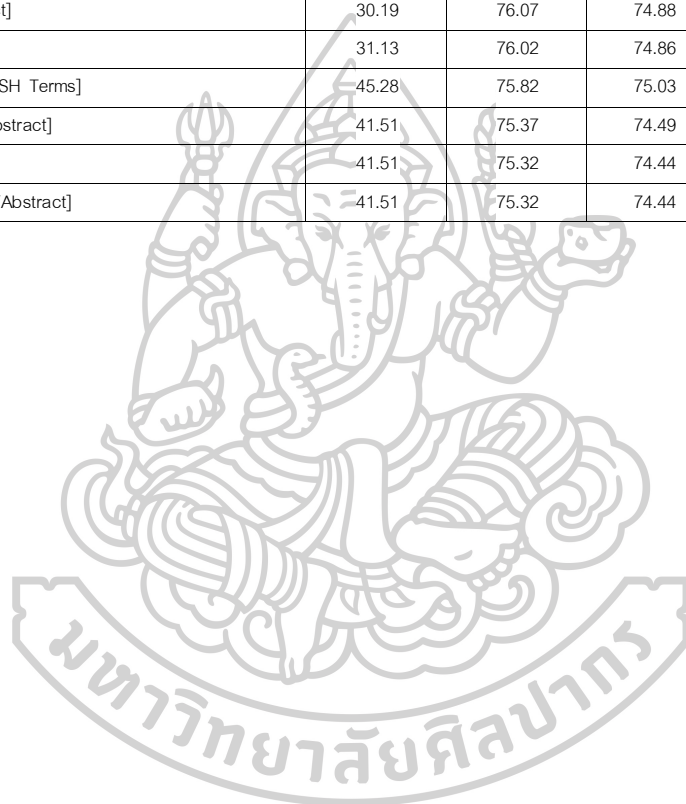 t] 30.19 76.07 74.88
31.13 76.02 74.86
SH Terms] 45.28 75.82 75.03
ostract] 41.51 75.37 74.49
41.51 75.32 74.44
Abstract] 41.51 75.32 74.44
มหาวิทยาลัยศิลปากร